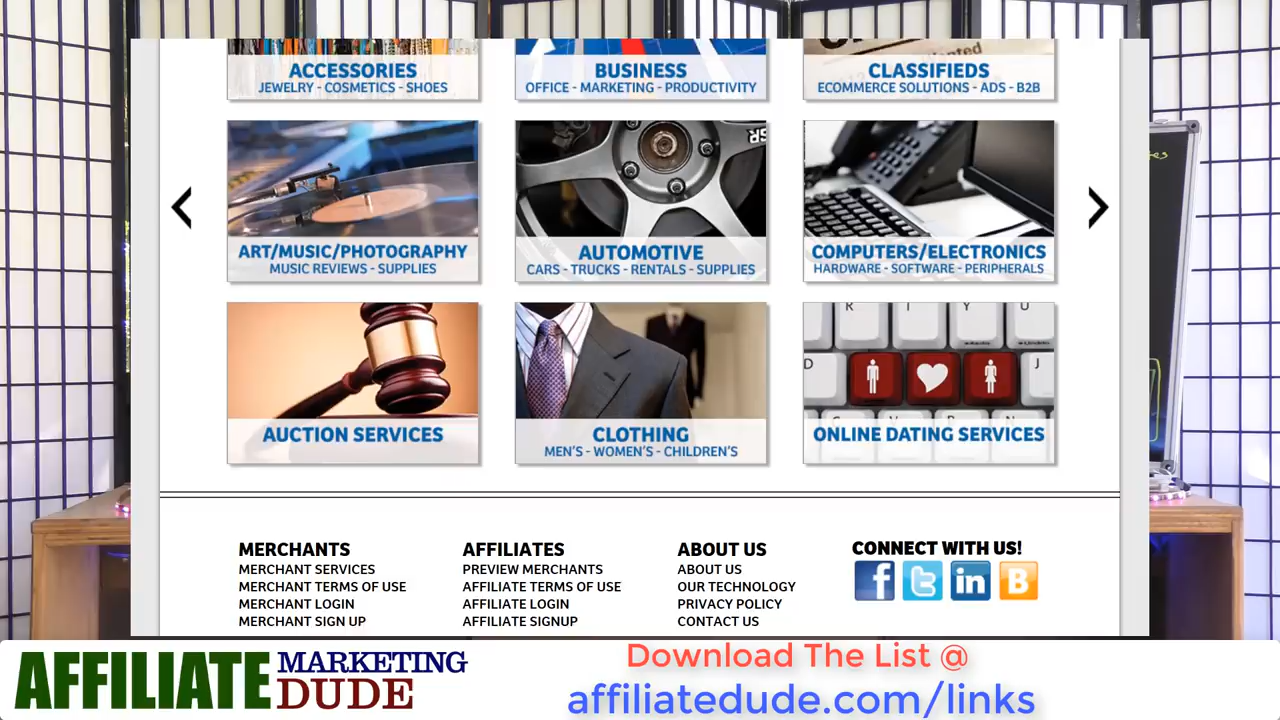 ACCESSORIES
JEWELRY - COSMETICS - SHOES
BUSINESS
OFFICE - MARKETING - PRODUCTIVITY
CLASSIFIEDS
ECOMMERCE SOLUTIONS - ADS - B2B
ART/MUSIC/PHOTOGRAPHY
MUSIC REVIEWS - SUPPLIES
AUTOMOTIVE
CARS - TRUCKS - RENTALS - SUPPLIES
COMPUTERS/ELECTRONICS
HARDWARE - SOFTWARE - PERIPHERALS
AUCTION SERVICES
CLOTHING
MEN'S - WOMEN'S - CHILDREN'S
R I Y U
D J
ONLINE DATING SERVICES
MERCHANTS
MERCHANT SERVICES
MERCHANT TERMS OF USE
MERCHANT LOGIN
MERCHANT SIGN UP
AFFILIATES
PREVIEW MERCHANTS
AFFILIATE TERMS OF USE
AFFILIATE LOGIN
AFFILIATE SIGNUP
ABOUT US
ABOUT US
OUR TECHNOLOGY
PRIVACY POLICY
CONTACT US
CONNECT WITH US!
f t in B
AFFILIATE MARKETING DUDE
Download The List @
affiliatedude.com/links